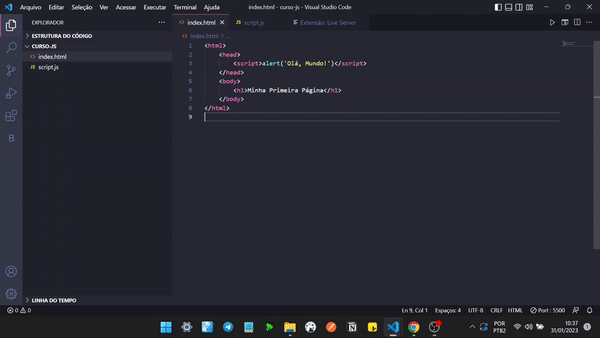 Arquivo Editar Seleção Ver Acessar Executar Terminal Ajuda index.html - curso-js - Visual Studio Code
EXPLORADOR ···
index.html script.js Extensão: Live Server
ESTRUTURA DO CÓDIGO
CURSO-JS
index.html
script.js
index.html > ...
1 <html>
2 <head>
3 <script>alert('Olá, Mundo!')</script>
4 </head>
5 <body>
6 <h1>Minha Primeira Página</h1>
7 </body>
8 </html>
9
LINHA DO TEMPO
0 0 Ln 9, Col 1 Espaços: 4 UTF-8 CRLF HTML Port : 5500
POR
PTB2
10:37
31/01/2023